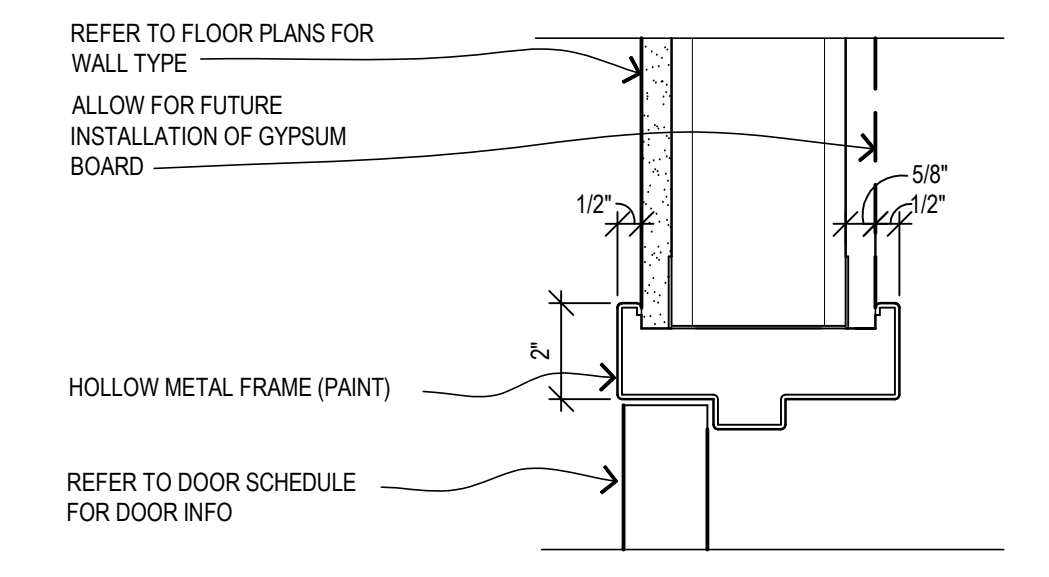 REFER TO FLOOR PLANS FOR
WALL TYPE
ALLOW FOR FUTURE
INSTALLATION OF GYPSUM
BOARD
5/8"
1/2"
1/2"
2"
HOLLOW METAL FRAME (PAINT)
REFER TO DOOR SCHEDULE
FOR DOOR INFO